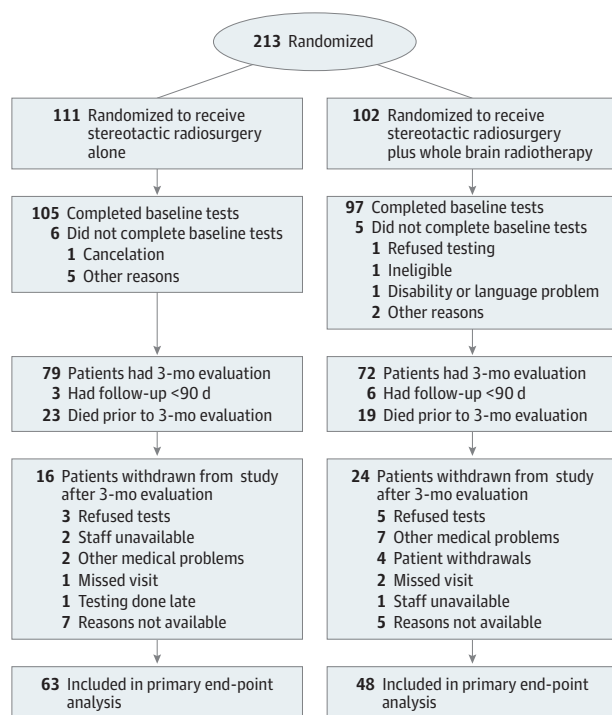 213 Randomized
111 Randomized to receive
stereotactic radiosurgery
alone
102 Randomized to receive
stereotactic radiosurgery
plus whole brain radiotherapy
105 Completed baseline tests
6 Did not complete baseline tests
1 Cancelation
5 Other reasons
97 Completed baseline tests
5 Did not complete baseline tests
1 Refused testing
1 Ineligible
1 Disability or language problem
2 Other reasons
79 Patients had 3-mo evaluation
3 Had follow-up <90 d
23 Died prior to 3-mo evaluation
72 Patients had 3-mo evaluation
6 Had follow-up <90 d
19 Died prior to 3-mo evaluation
16 Patients withdrawn from study
after 3-mo evaluation
3 Refused tests
2 Staff unavailable
2 Other medical problems
1 Missed visit
1 Testing done late
7 Reasons not available
24 Patients withdrawn from study
after 3-mo evaluation
5 Refused tests
7 Other medical problems
4 Patient withdrawals
2 Missed visit
1 Staff unavailable
5 Reasons not available
63 Included in primary end-point
analysis
48 Included in primary end-point
analysis